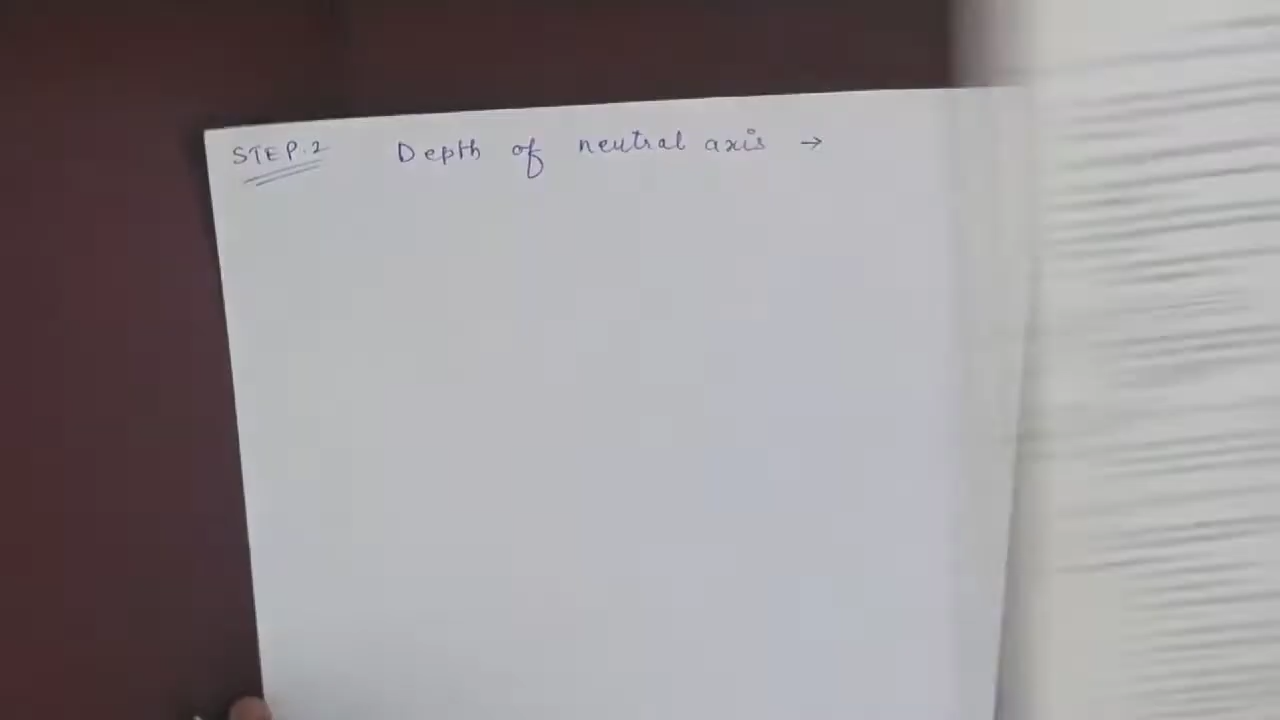 STEP.2 Depth of neutral axis →